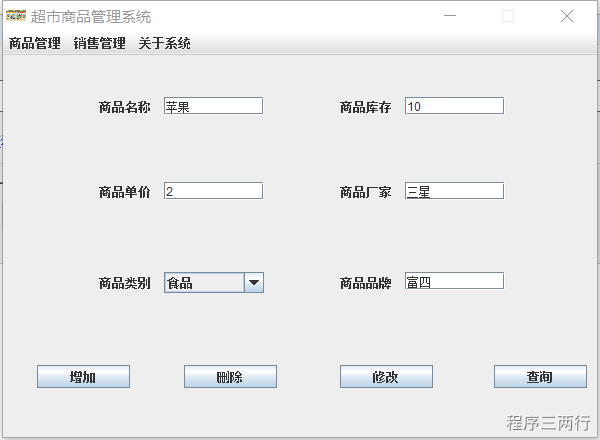 超市商品管理系统
商品管理 销售管理 关于系统
商品名称 苹果 商品库存 10
商品单价 2 商品厂家 三星
商品类别 食品 商品品牌 富四
增加 删除 修改 查询
程序三两行